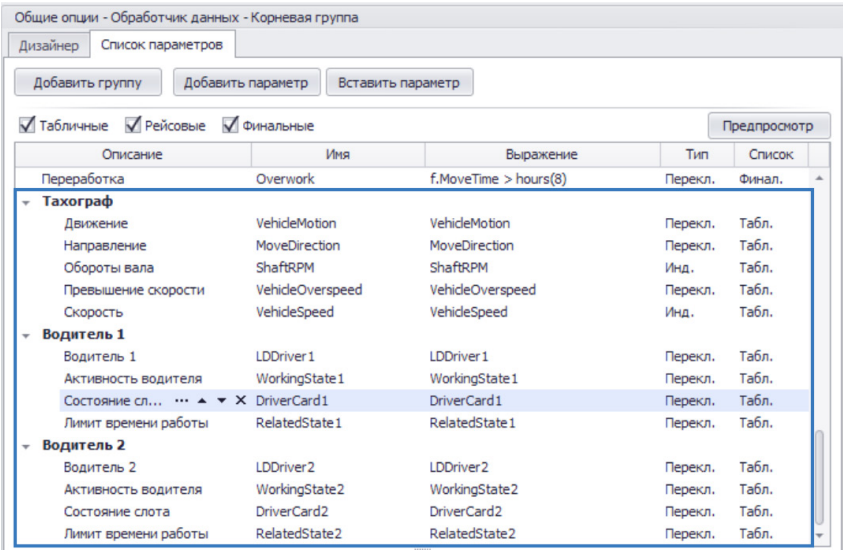 Общие опции - Обработчик данных - Корневая группа
Дизайнер Список параметров
Добавить группу Добавить параметр Вставить параметр
Табличные Рейсовые Финальные Предпросмотр
Описание Имя Выражение Тип Список
Переработка Overwork f.MoveTime > hours(8) Перекл. Финал.
Тахограф
Движение VehicleMotion VehicleMotion Перекл. Табл.
Направление MoveDirection MoveDirection Перекл. Табл.
Обороты вала ShaftRPM ShaftRPM Инд. Табл.
Превышение скорости VehicleOverspeed VehicleOverspeed Перекл. Табл.
Скорость VehicleSpeed VehicleSpeed Инд. Табл.
Водитель 1
Водитель 1 LDDriver1 LDDriver1 Перекл. Табл.
Активность водителя WorkingState1 WorkingState1 Перекл. Табл.
Состояние сл... ··· DriverCard1 DriverCard1 Перекл. Табл.
Лимит времени работы RelatedState1 RelatedState1 Перекл. Табл.
Водитель 2
Водитель 2 LDDriver2 LDDriver2 Перекл. Табл.
Активность водителя WorkingState2 WorkingState2 Перекл. Табл.
Состояние слота DriverCard2 DriverCard2 Перекл. Табл.
Лимит времени работы RelatedState2 RelatedState2 Перекл. Табл.